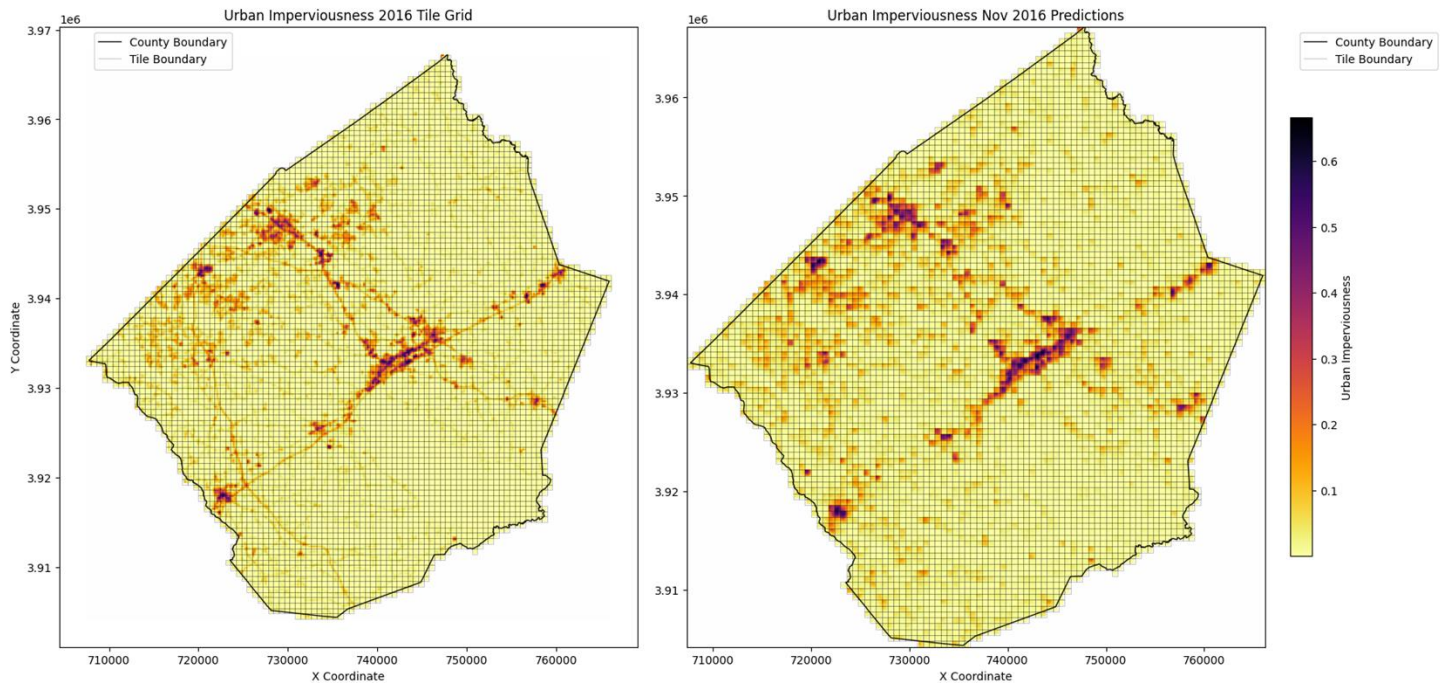 Urban Imperviousness 2016 Tile Grid
1e6
County Boundary
Tile Boundary
3.97
3.96
3.95
3.94
3.93
3.92
3.91
Y Coordinate
710000 720000 730000 740000 750000 760000
X Coordinate
Urban Imperviousness Nov 2016 Predictions
1e6
3.96
3.95
3.94
3.93
3.92
3.91
710000 720000 730000 740000 750000 760000
X Coordinate
County Boundary
Tile Boundary
0.6
0.5
0.4
0.3
0.2
0.1
Urban Imperviousness